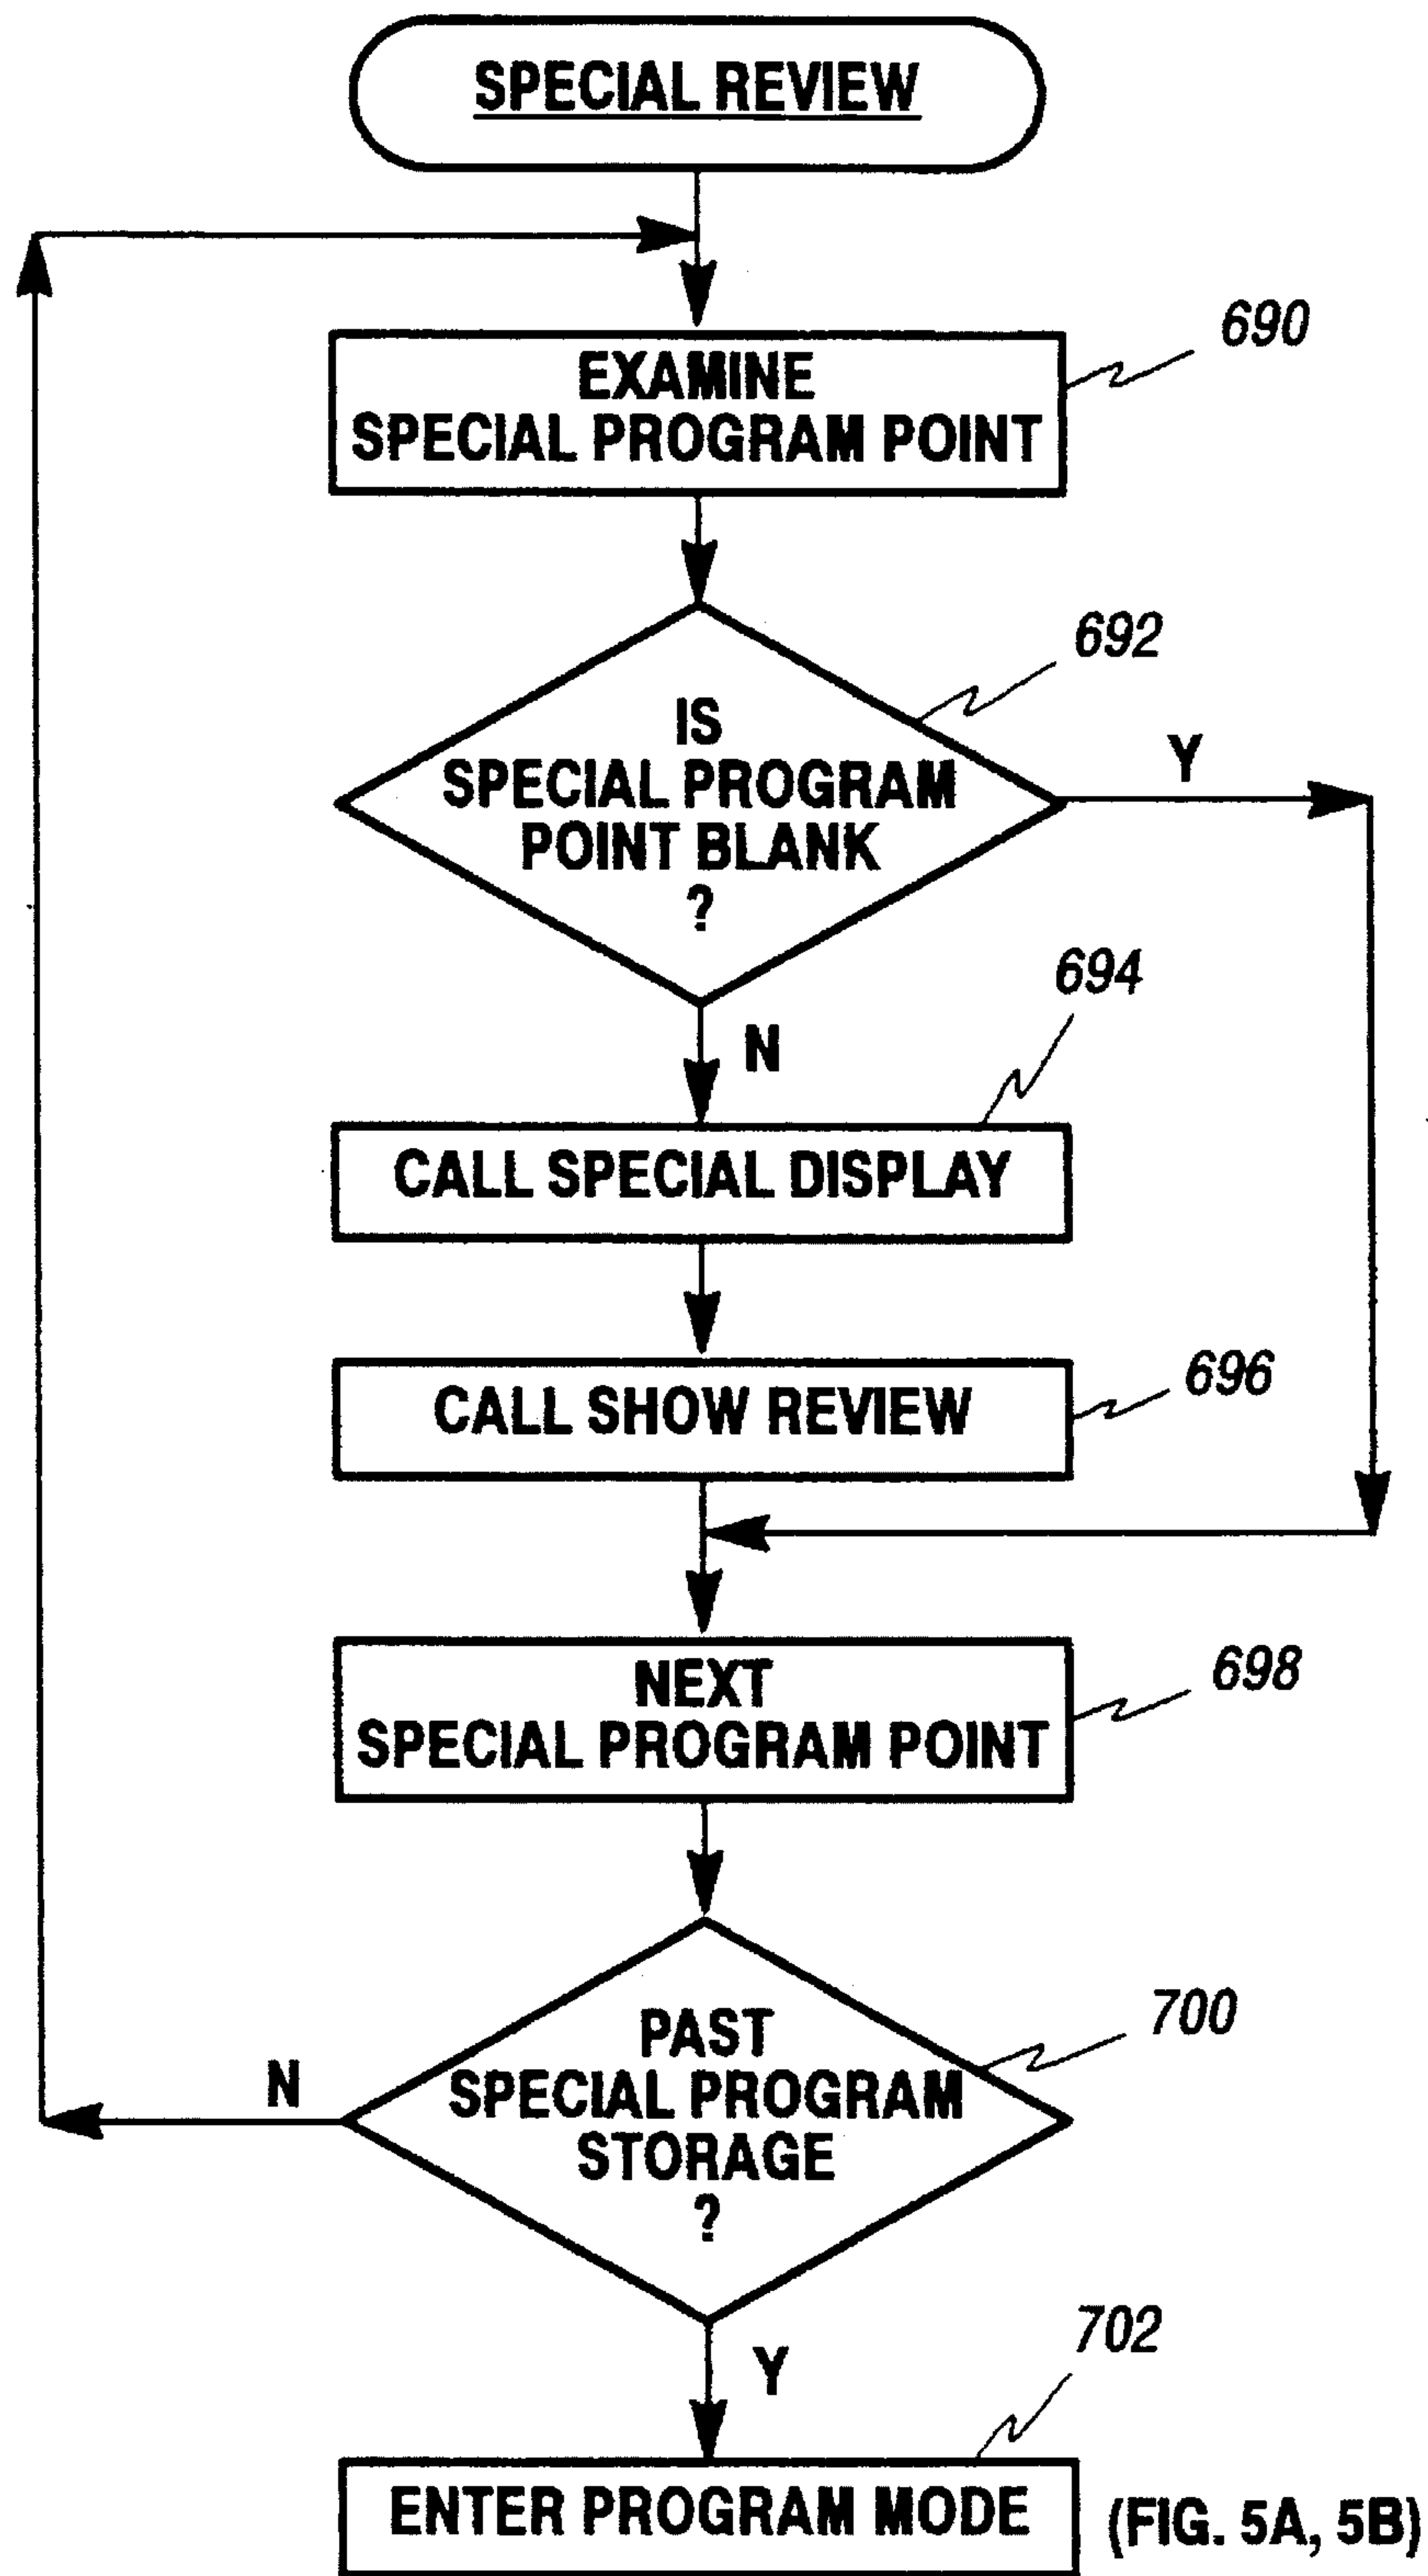 SPECIAL REVIEW
EXAMINE
SPECIAL PROGRAM POINT
690
IS
SPECIAL PROGRAM
POINT BLANK
?
692
Y
N
694
CALL SPECIAL DISPLAY
CALL SHOW REVIEW
696
NEXT
SPECIAL PROGRAM POINT
698
PAST
SPECIAL PROGRAM
STORAGE
?
700
N
Y
702
ENTER PROGRAM MODE (FIG. 5A, 5B)